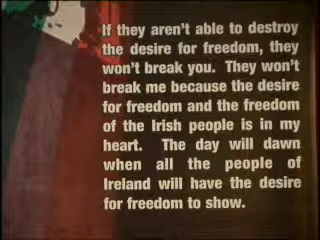 If they aren't able to destroy
the desire for freedom, they
won't break you. They won't
break me because the desire
for freedom and the freedom
of the Irish people is in my
heart. The day will dawn
when all the people of
Ireland will have the desire
for freedom to show.